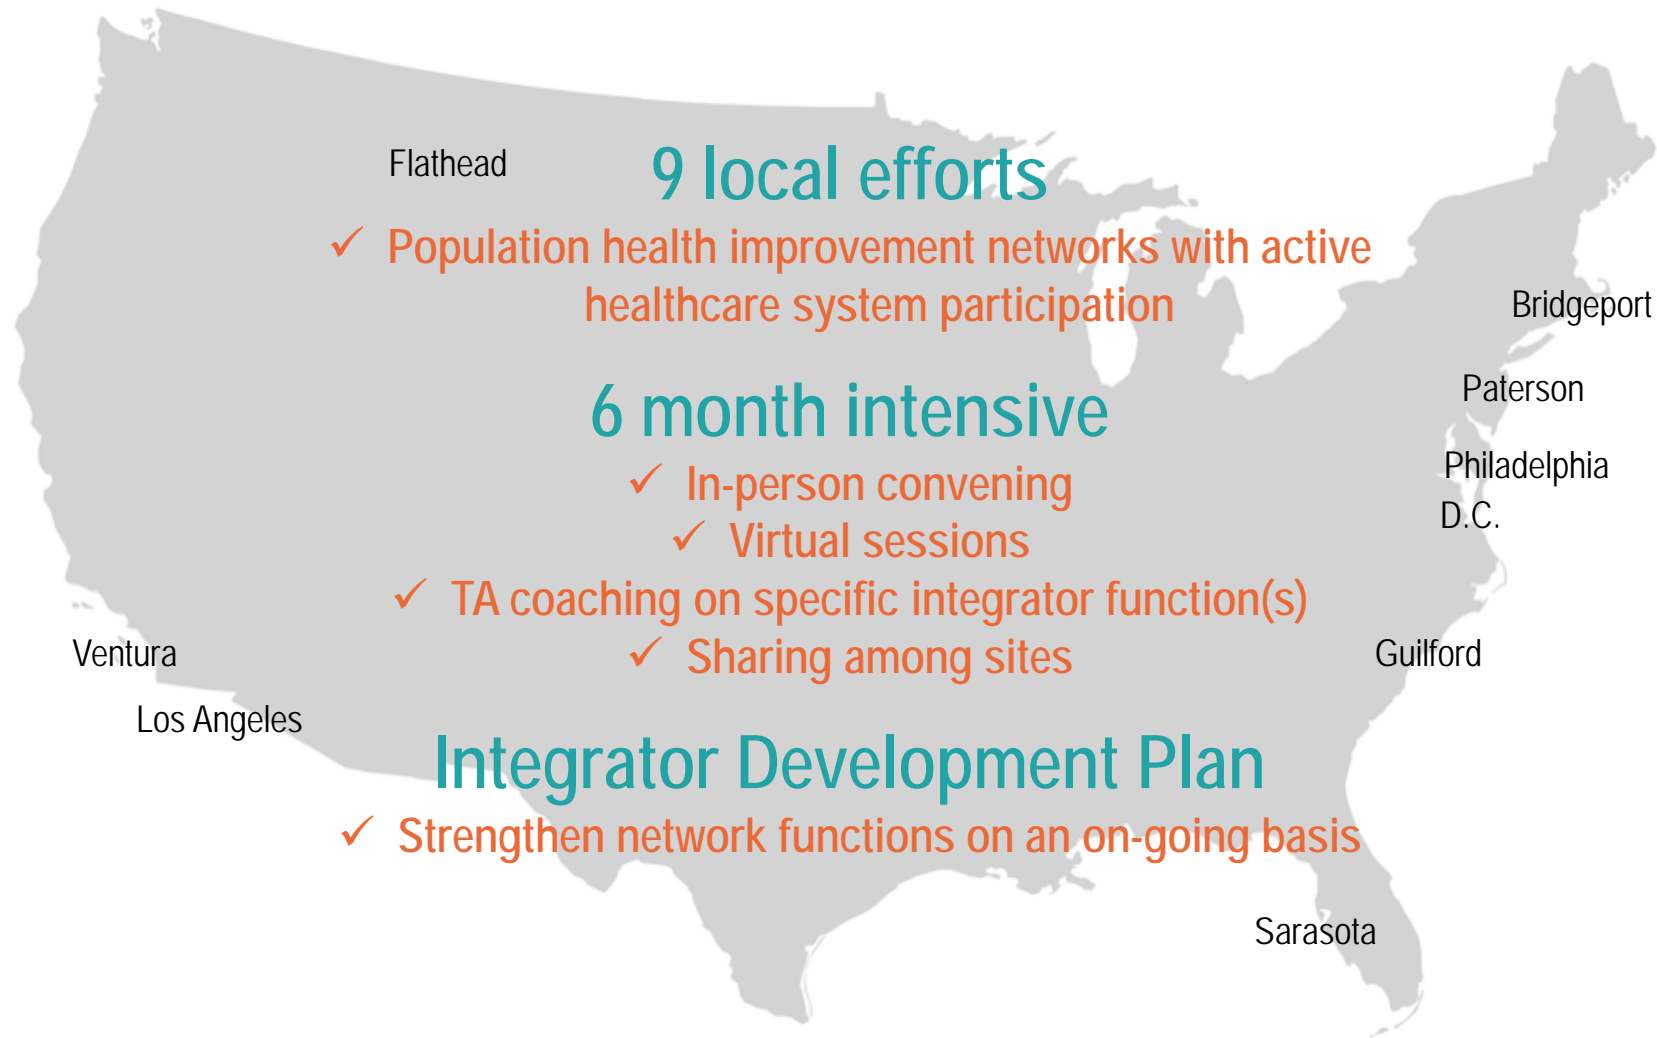 Flathead
9 local efforts
✓ Population health improvement networks with active
healthcare system participation
Bridgeport
6 month intensive
Paterson
✓ In-person convening
Philadelphia
✓ Virtual sessions
D.C.
✓ TA coaching on specific integrator function(s)
✓ Sharing among sites
Ventura
Guilford
Los Angeles
Integrator Development Plan
✓ Strengthen network functions on an on-going basis
Sarasota